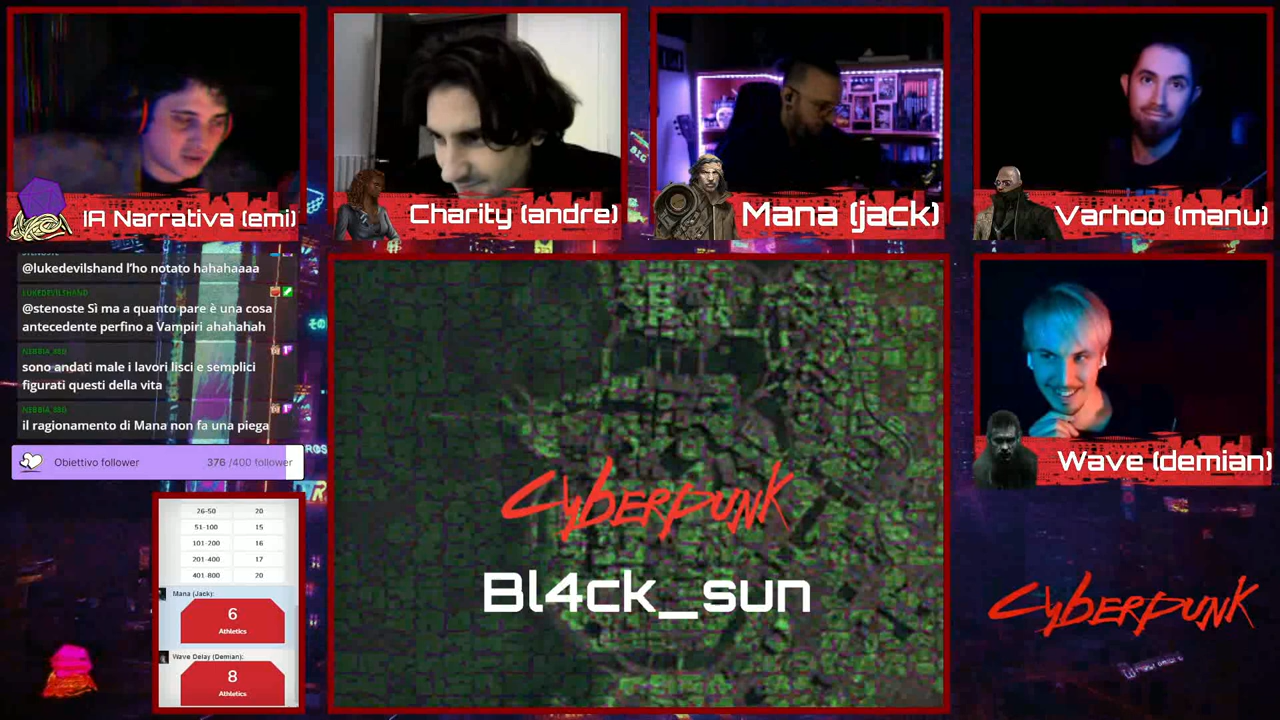 IA Narrativa (emi)
Charity (andre)
Mana (jack)
Varhoo (manu)
@lukedevilshand l'ho notato hahahaaaa
LUKEDEVILSHAND
@stenoste Sì ma a quanto pare è una cosa
antecedente perfino a Vampiri ahahahah
NEBBIA_88G
sono andati male i lavori lisci e semplici
figurati questi della vita
NEBBIA_88G
il ragionamento di Mana non fa una piega
Obiettivo follower 376 /400 follower
26-50 20
51-100 15
101-200 16
201-400 17
401-800 20
Mana (Jack):
6
Athletics
Wave Delay (Demian):
8
Athletics
Cyberpunk
Bl4ck_sun
Wave (demian)
Cyberpunk